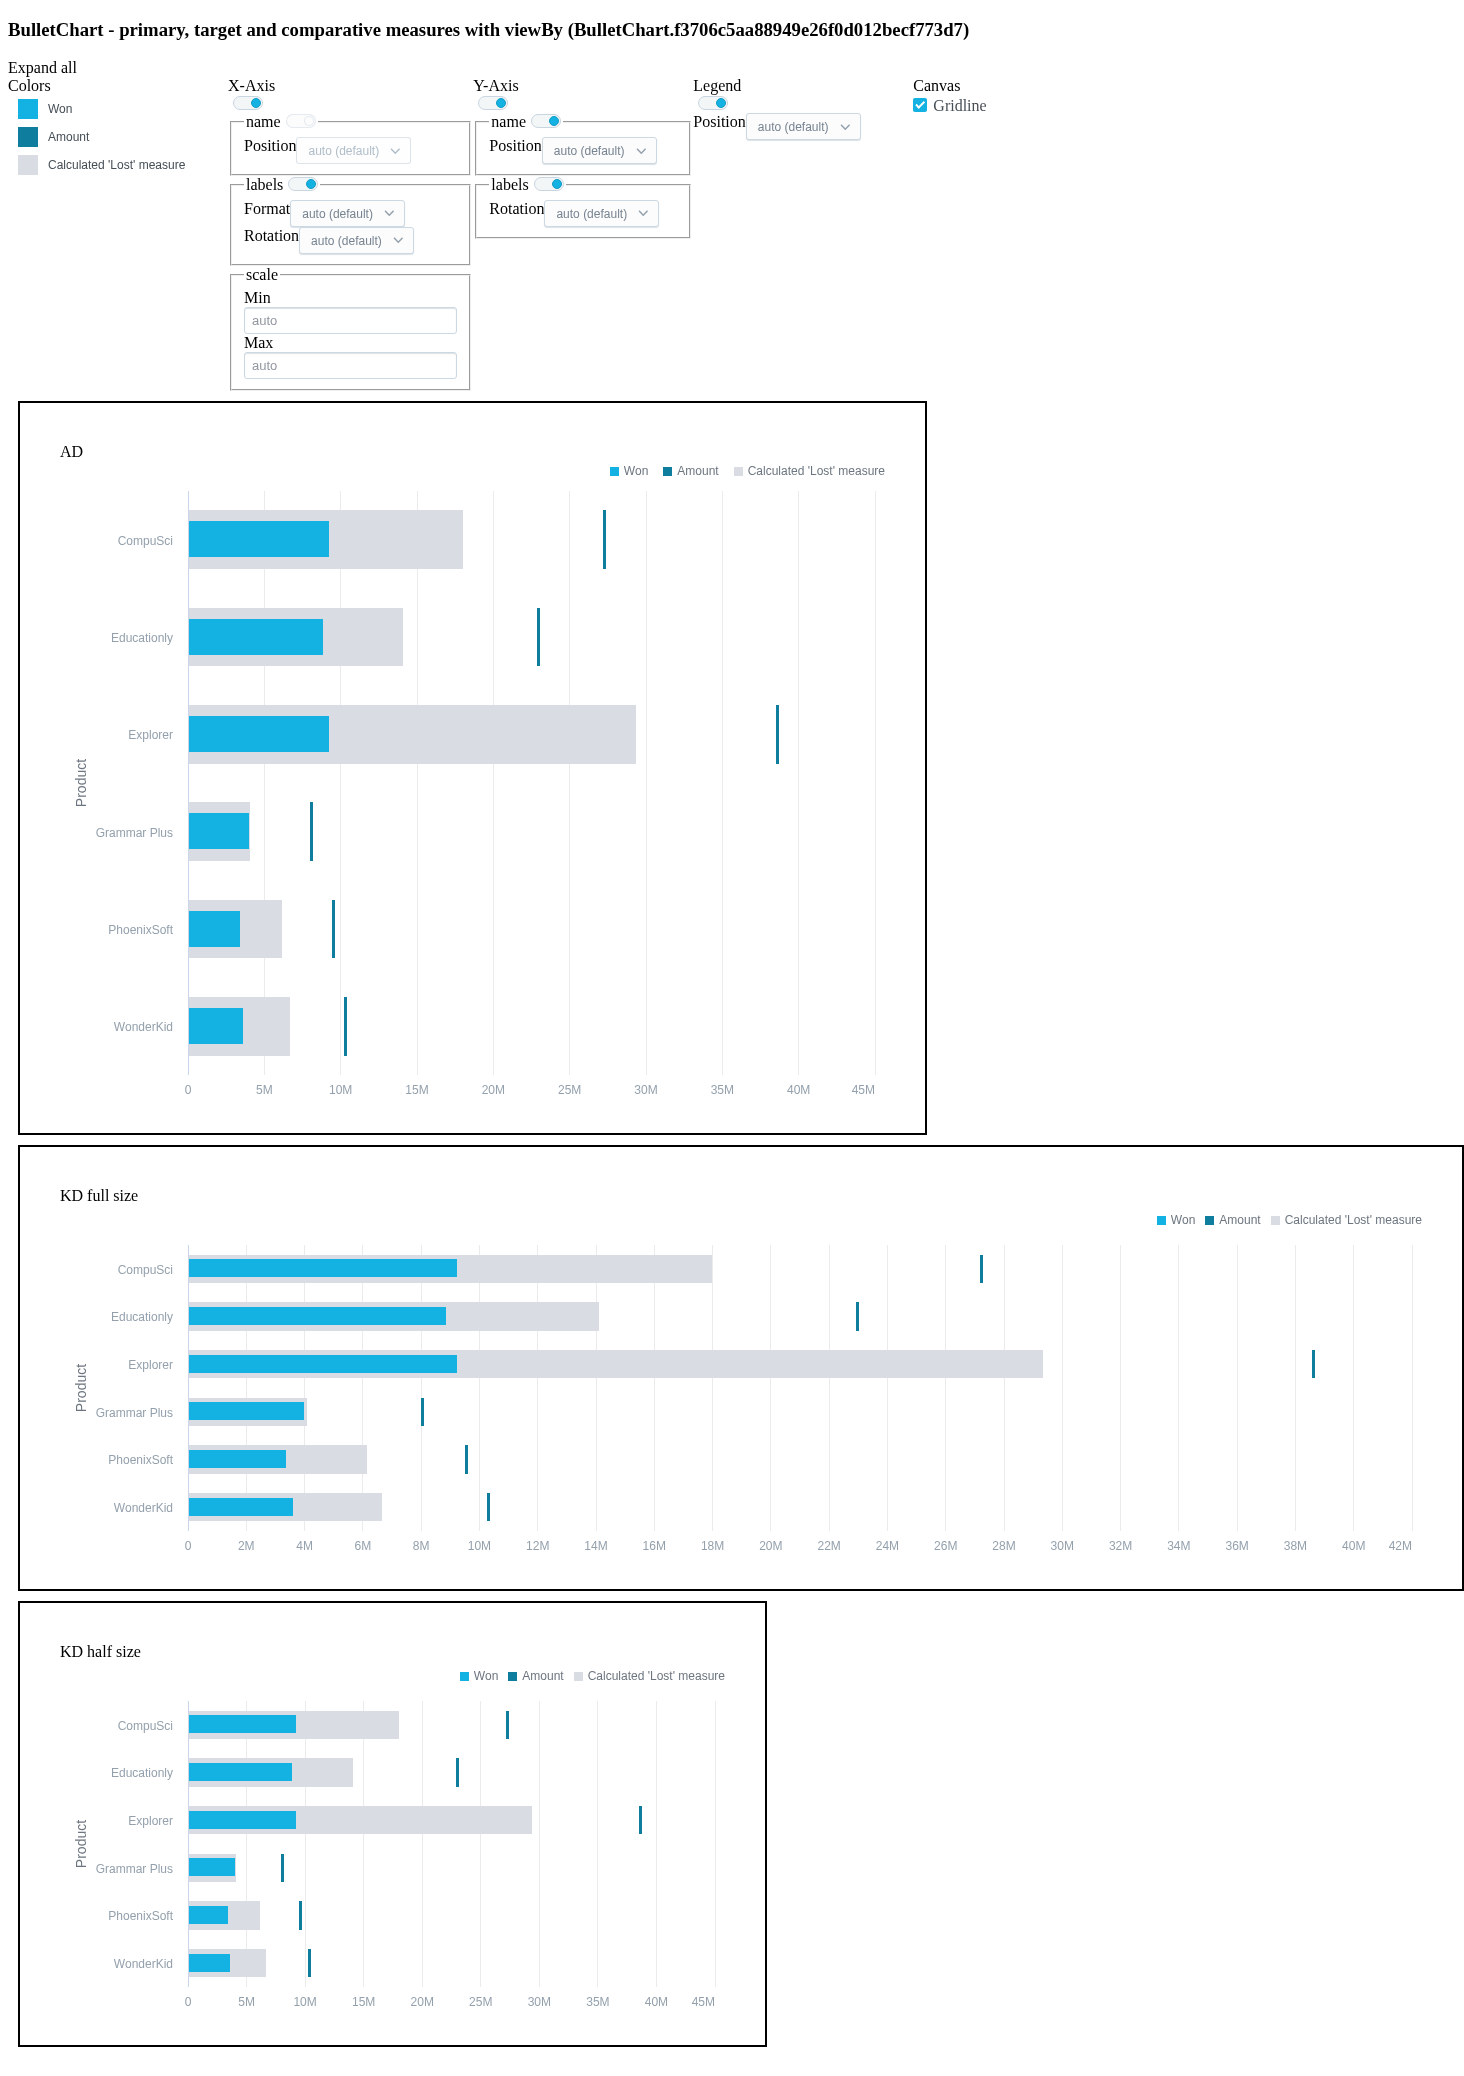 BulletChart - primary, target and comparative measures with viewBy (BulletChart.f3706c5aa88949e26f0d012becf773d7)
Expand all
Colors
Won
Amount
Calculated 'Lost' measure
X-Axis
name
Position auto (default)
labels
Format auto (default)
Rotation auto (default)
scale
Min
auto
Max
auto
Y-Axis
name
Position auto (default)
labels
Rotation auto (default)
Legend
Position auto (default)
Canvas
Gridline
AD
Won Amount Calculated 'Lost' measure
Product
CompuSci
Educationly
Explorer
Grammar Plus
PhoenixSoft
WonderKid
0 5M 10M 15M 20M 25M 30M 35M 40M 45M
KD full size
Won Amount Calculated 'Lost' measure
Product
CompuSci
Educationly
Explorer
Grammar Plus
PhoenixSoft
WonderKid
0 2M 4M 6M 8M 10M 12M 14M 16M 18M 20M 22M 24M 26M 28M 30M 32M 34M 36M 38M 40M 42M
KD half size
Won Amount Calculated 'Lost' measure
Product
CompuSci
Educationly
Explorer
Grammar Plus
PhoenixSoft
WonderKid
0 5M 10M 15M 20M 25M 30M 35M 40M 45M